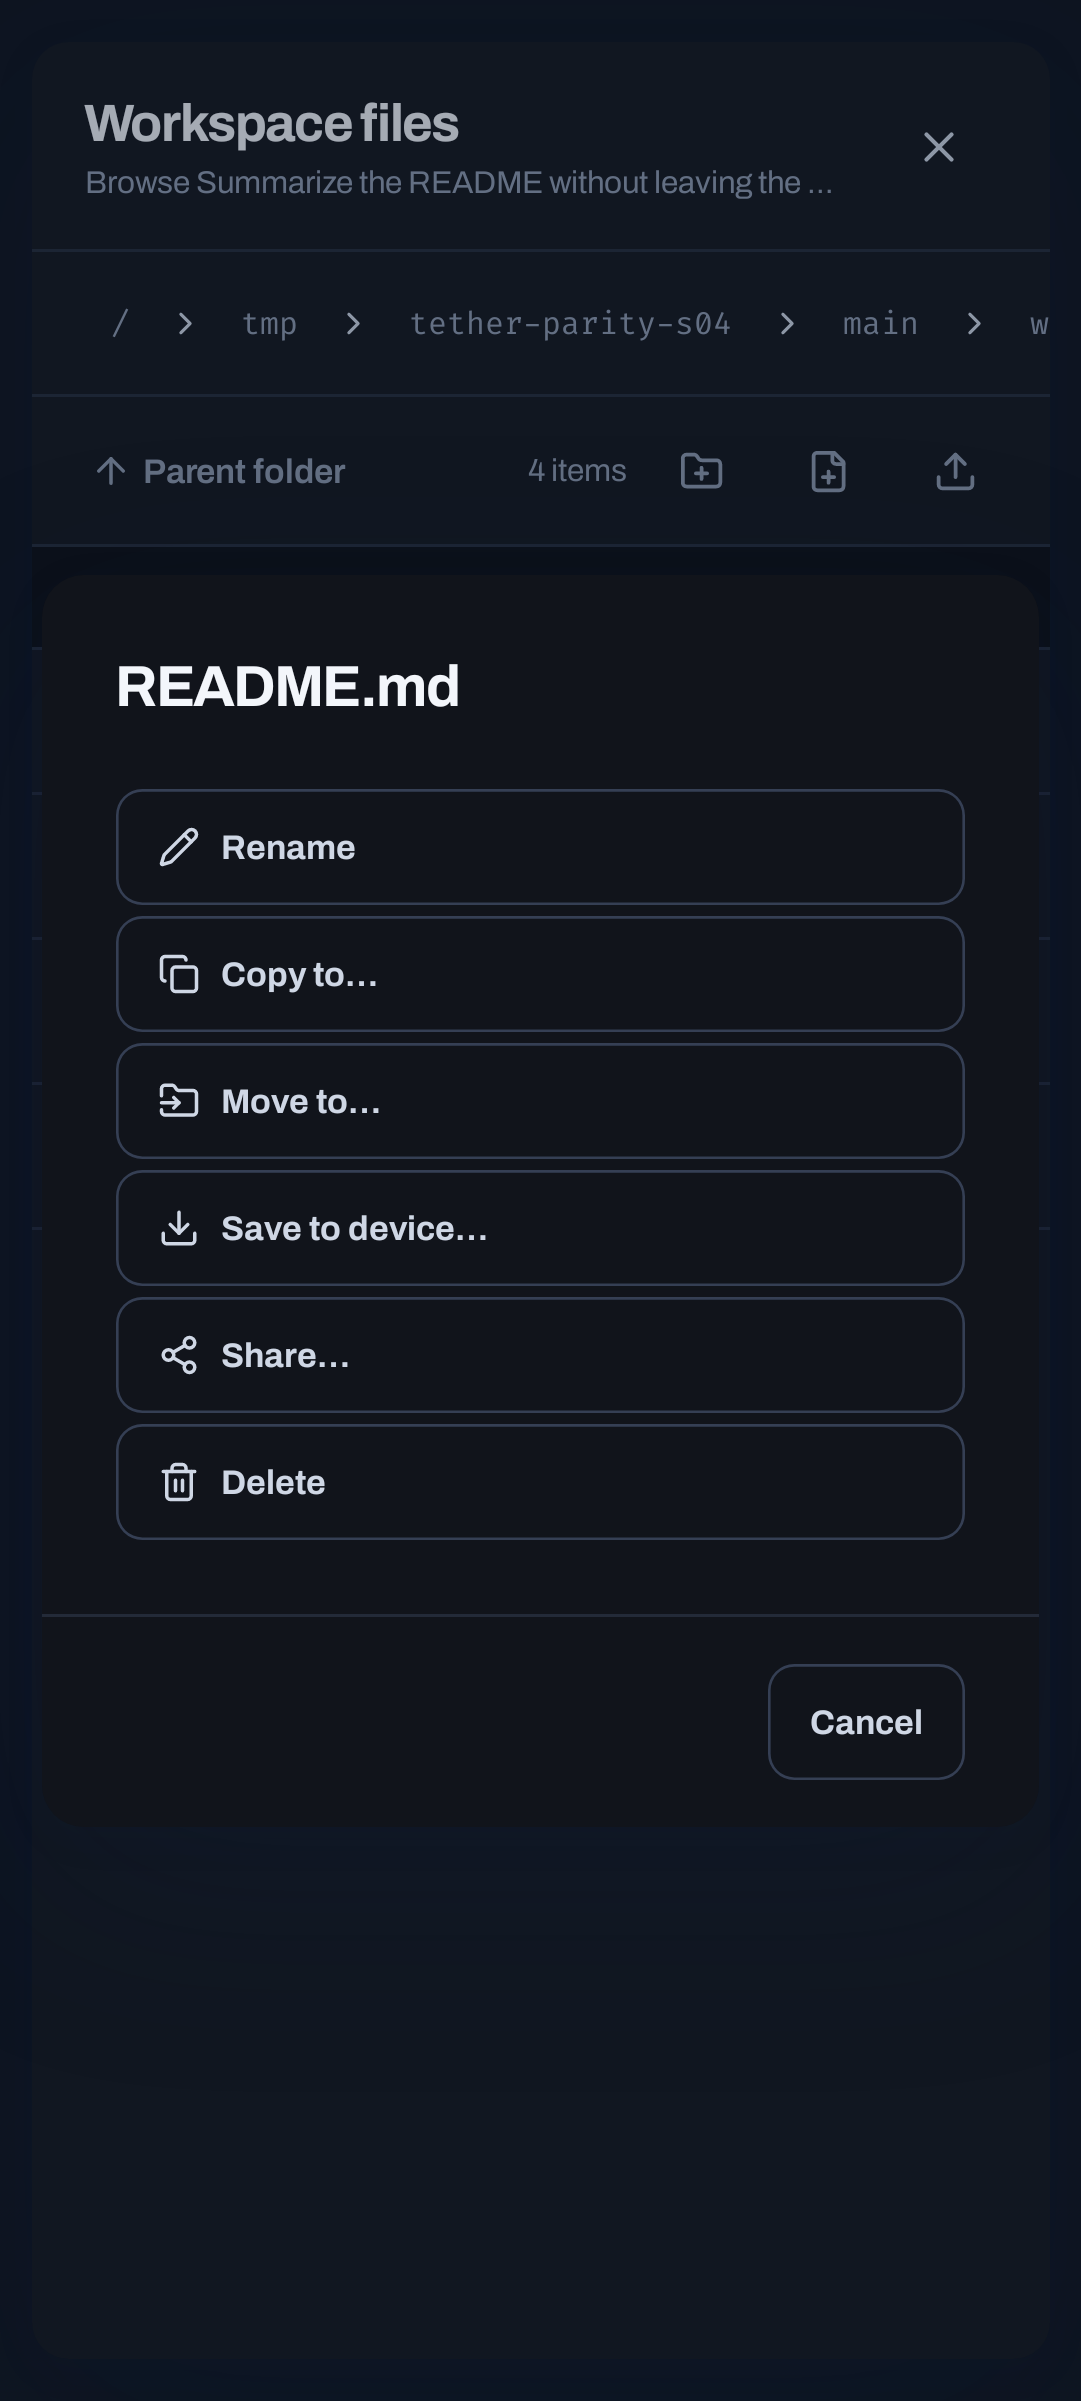 Workspace files
Browse Summarize the README without leaving the ...
/ > tmp > tether-parity-s04 > main > w
Parent folder 4 items
README.md
Rename
Copy to...
Move to...
Save to device...
Share...
Delete
Cancel